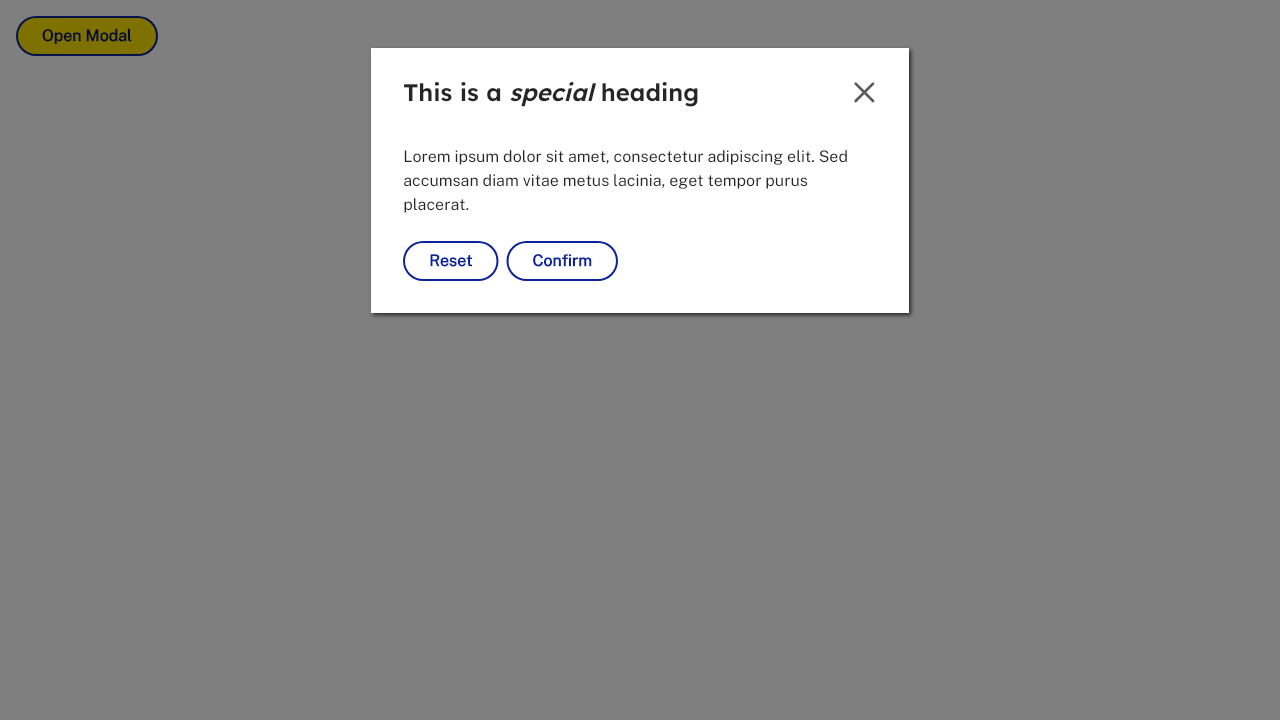 Open Modal
This is a special heading
Lorem ipsum dolor sit amet, consectetur adipiscing elit. Sed
accumsan diam vitae metus lacinia, eget tempor purus
placerat.
Reset Confirm